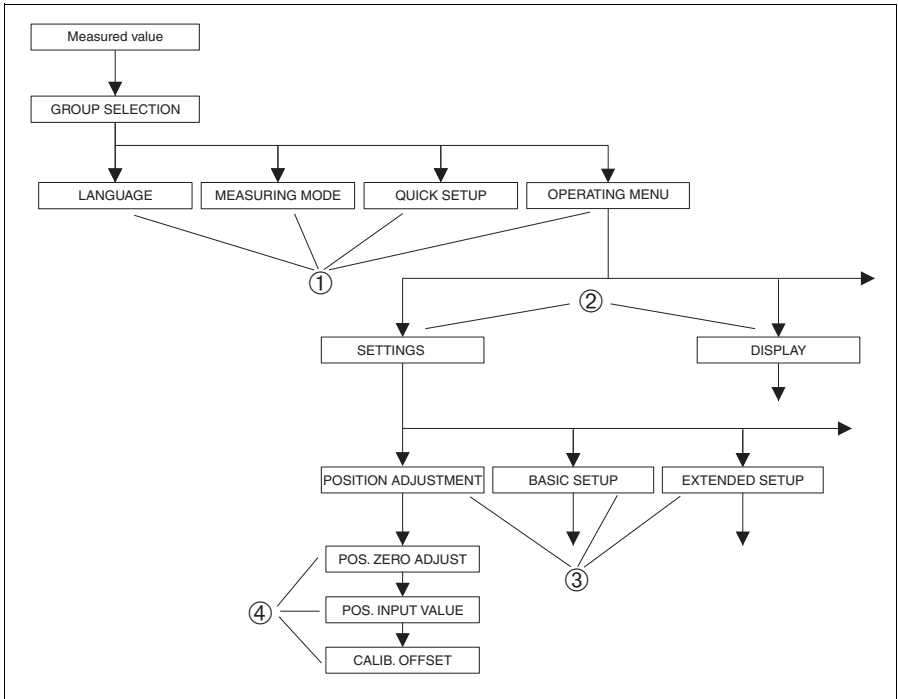 Measured value
GROUP SELECTION
LANGUAGE
MEASURING MODE
QUICK SETUP
OPERATING MENU
①
②
SETTINGS
DISPLAY
POSITION ADJUSTMENT
BASIC SETUP
EXTENDED SETUP
POS. ZERO ADJUST
③
④
POS. INPUT VALUE
CALIB. OFFSET